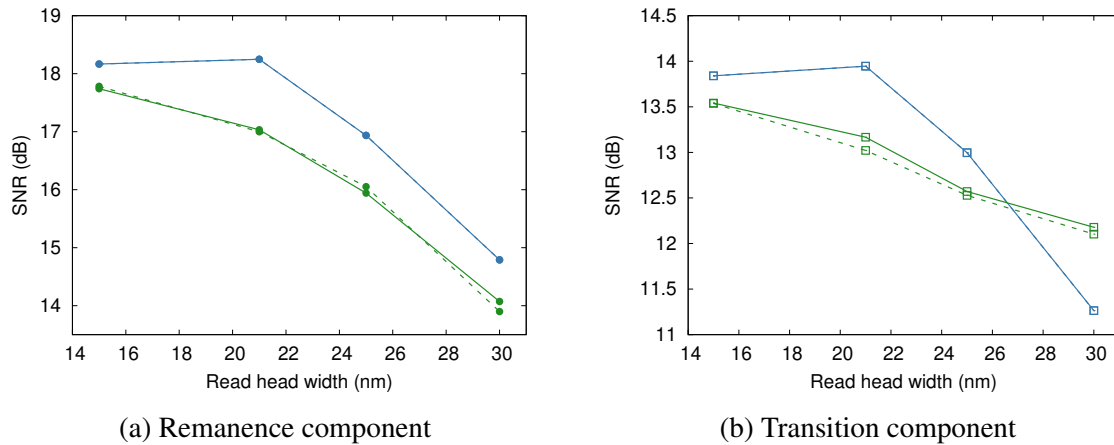 19
18
17
16
15
14
SNR (dB)
14 16 18 20 22 24 26 28 30
Read head width (nm)
(a) Remanence component
14.5
14
13.5
13
12.5
12
11.5
11
SNR (dB)
14 16 18 20 22 24 26 28 30
Read head width (nm)
(b) Transition component